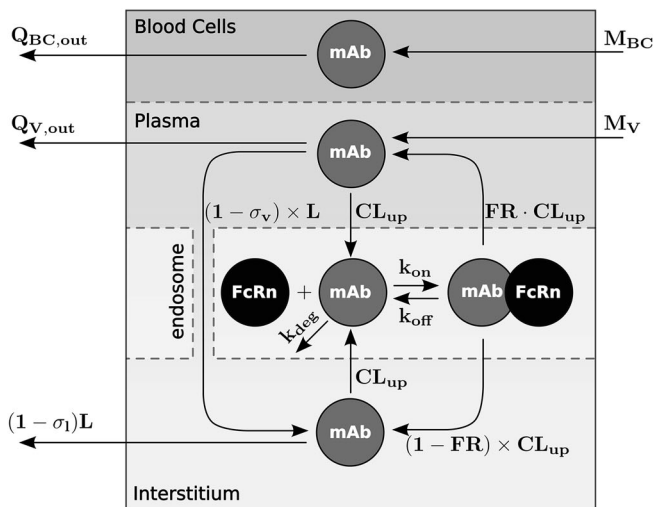 Blood Cells
Q_BC,out
mAb
M_BC
Plasma
Q_V,out
mAb
M_V
(1 − σ_v) × L
CL_up
FR · CL_up
endosome
FcRn + mAb
k_on
k_off
mAb FcRn
k_deg
CL_up
(1 − σ_l)L
mAb
(1 − FR) × CL_up
Interstitium